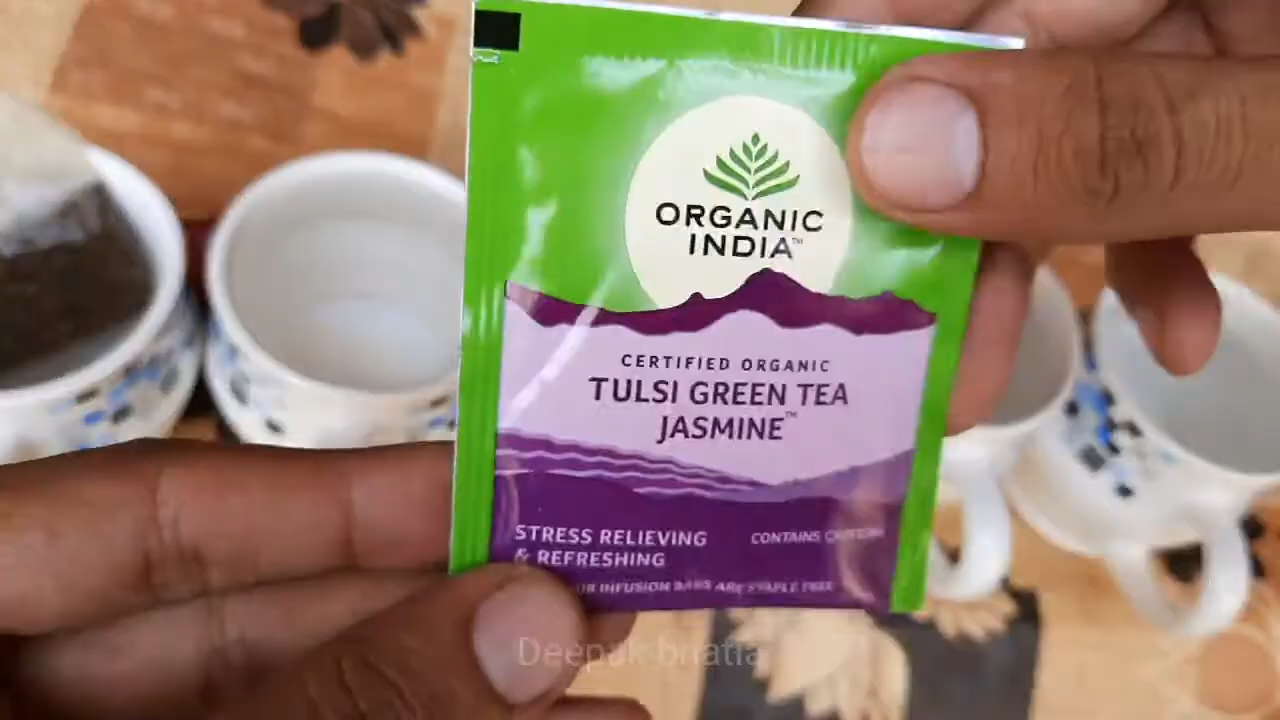 ORGANIC
INDIA™
CERTIFIED ORGANIC
TULSI GREEN TEA
JASMINE™
STRESS RELIEVING
& REFRESHING
CONTAINS CAFFEINE
INFUSION BAGS ARE STAPLE FREE
Deepak bhatia